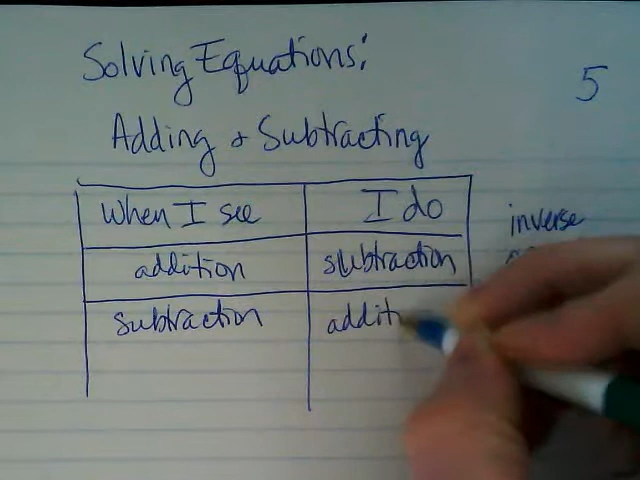 Solving Equations:
5
Adding & Subtracting
When I see I do
inverse
addition subtraction
subtraction addit